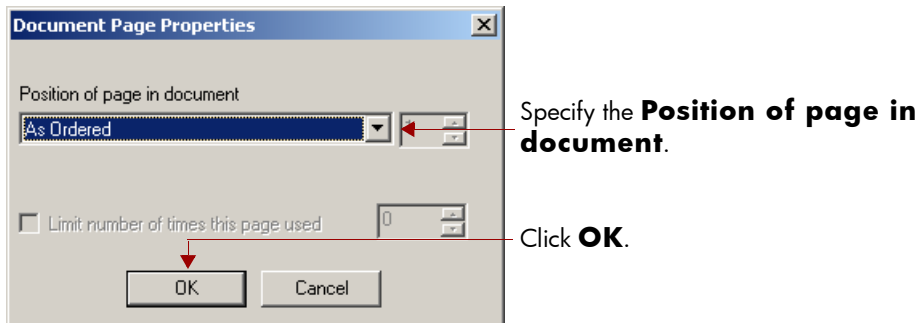 Document Page Properties
Position of page in document
As Ordered
Specify the Position of page in
document.
Limit number of times this page used
0
Click OK.
OK
Cancel